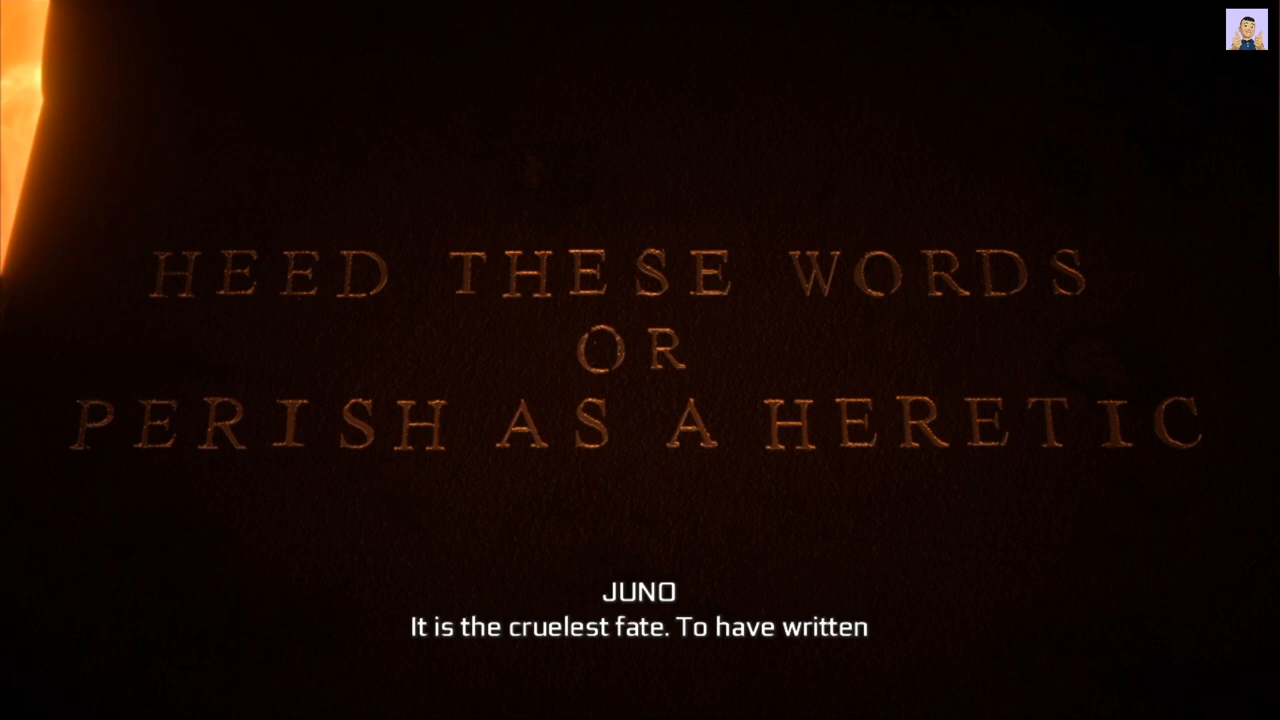 HEED THESE WORDS
OR
PERISH AS A HERETIC
JUNO
It is the cruelest fate. To have written